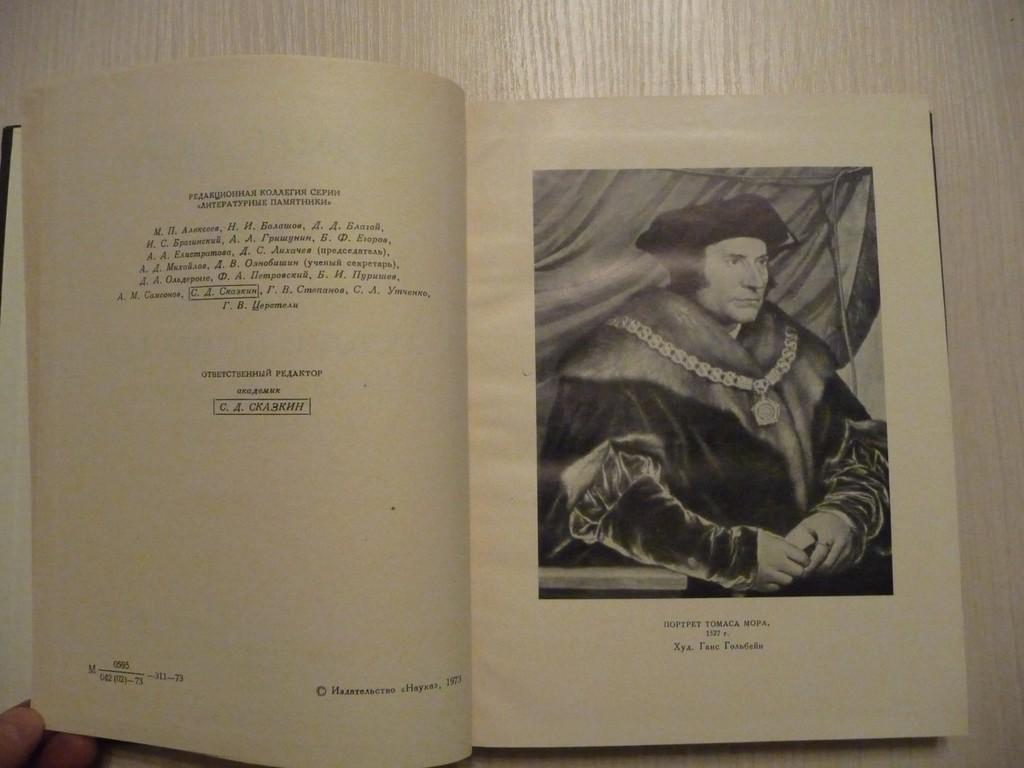 РЕДАКЦИОННАЯ КОЛЛЕГИЯ СЕРИИ
«ЛИТЕРАТУРНЫЕ ПАМЯТНИКИ»
М. П. Алексеев, Н. И. Балашов, Д. Д. Благой,
И. С. Брагинский, А. Л. Гришунин, Б. Ф. Егоров,
А. А. Елистратова, Д. С. Лихачев (председатель),
А. Д. Михайлов, Д. В. Ознобишин (ученый секретарь),
Д. А. Ольдерогге, Ф. А. Петровский, Б. И. Пуришев,
А. М. Самсонов, С. Д. Сказкин, Г. В. Степанов, С. Л. Утченко,
Г. В. Церетели
ОТВЕТСТВЕННЫЙ РЕДАКТОР
академик
С. Д. СКАЗКИН
М 0595
042 (02)—73 —311—73
© Издательство «Наука», 1973
ПОРТРЕТ ТОМАСА МОРА.
1527 г.
Худ. Ганс Гольбейн